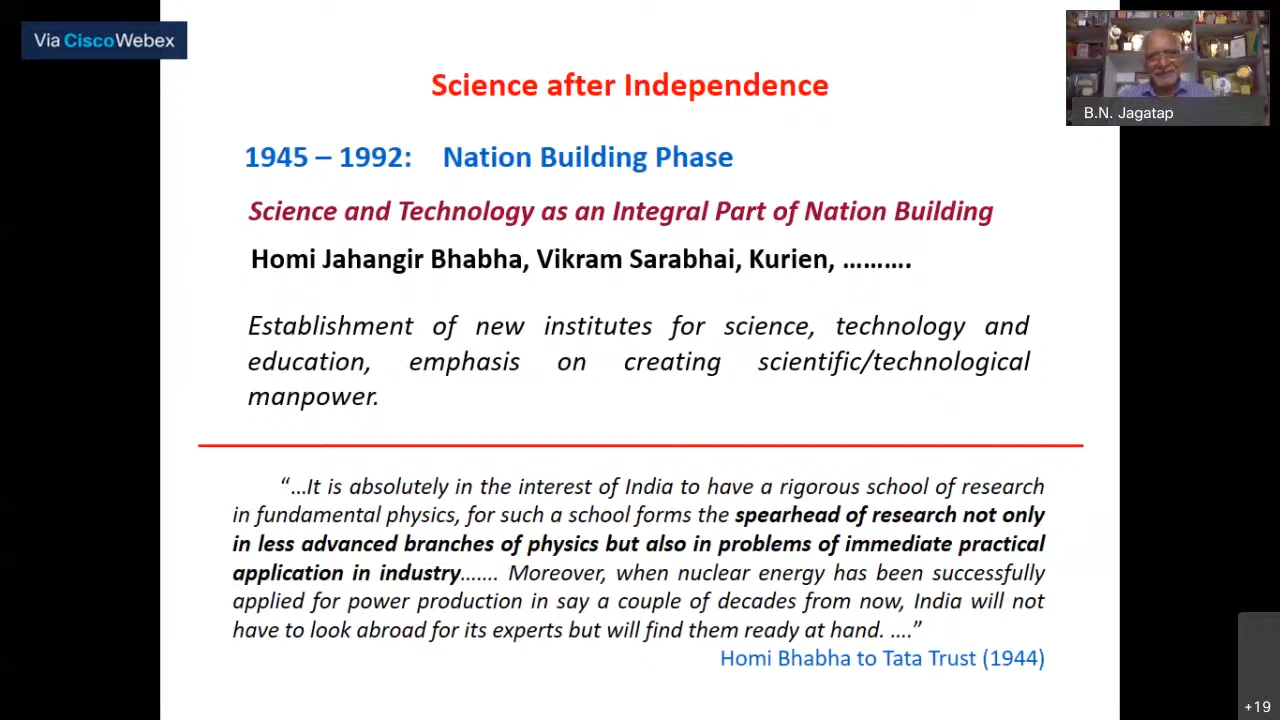 Via CiscoWebex
B.N. Jagatap
Science after Independence
1945 – 1992: Nation Building Phase
Science and Technology as an Integral Part of Nation Building
Homi Jahangir Bhabha, Vikram Sarabhai, Kurien, ……….
Establishment of new institutes for science, technology and
education, emphasis on creating scientific/technological
manpower.
“…It is absolutely in the interest of India to have a rigorous school of research
in fundamental physics, for such a school forms the spearhead of research not only
in less advanced branches of physics but also in problems of immediate practical
application in industry……. Moreover, when nuclear energy has been successfully
applied for power production in say a couple of decades from now, India will not
have to look abroad for its experts but will find them ready at hand. ….”
Homi Bhabha to Tata Trust (1944)
+19